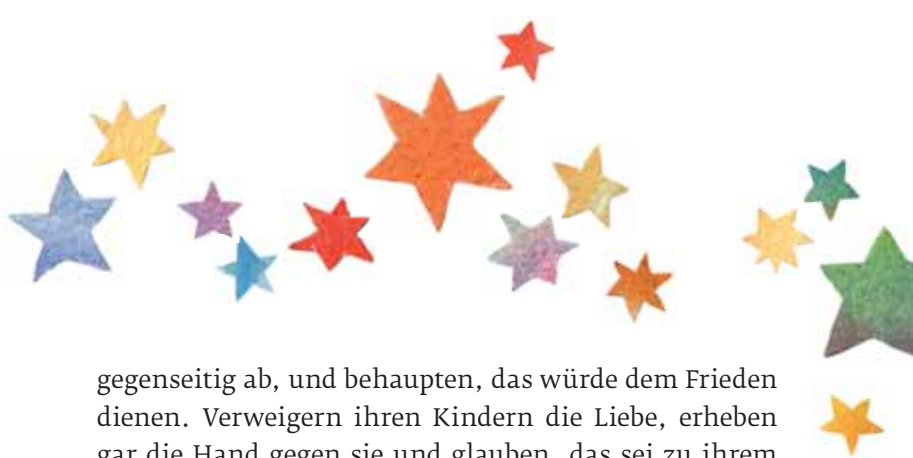 gegenseitig ab, und behaupten, das würde dem Frieden
dienen. Verweigern ihren Kindern die Liebe, erheben
gar die Hand gegen sie und glauben, das sei zu ihrem